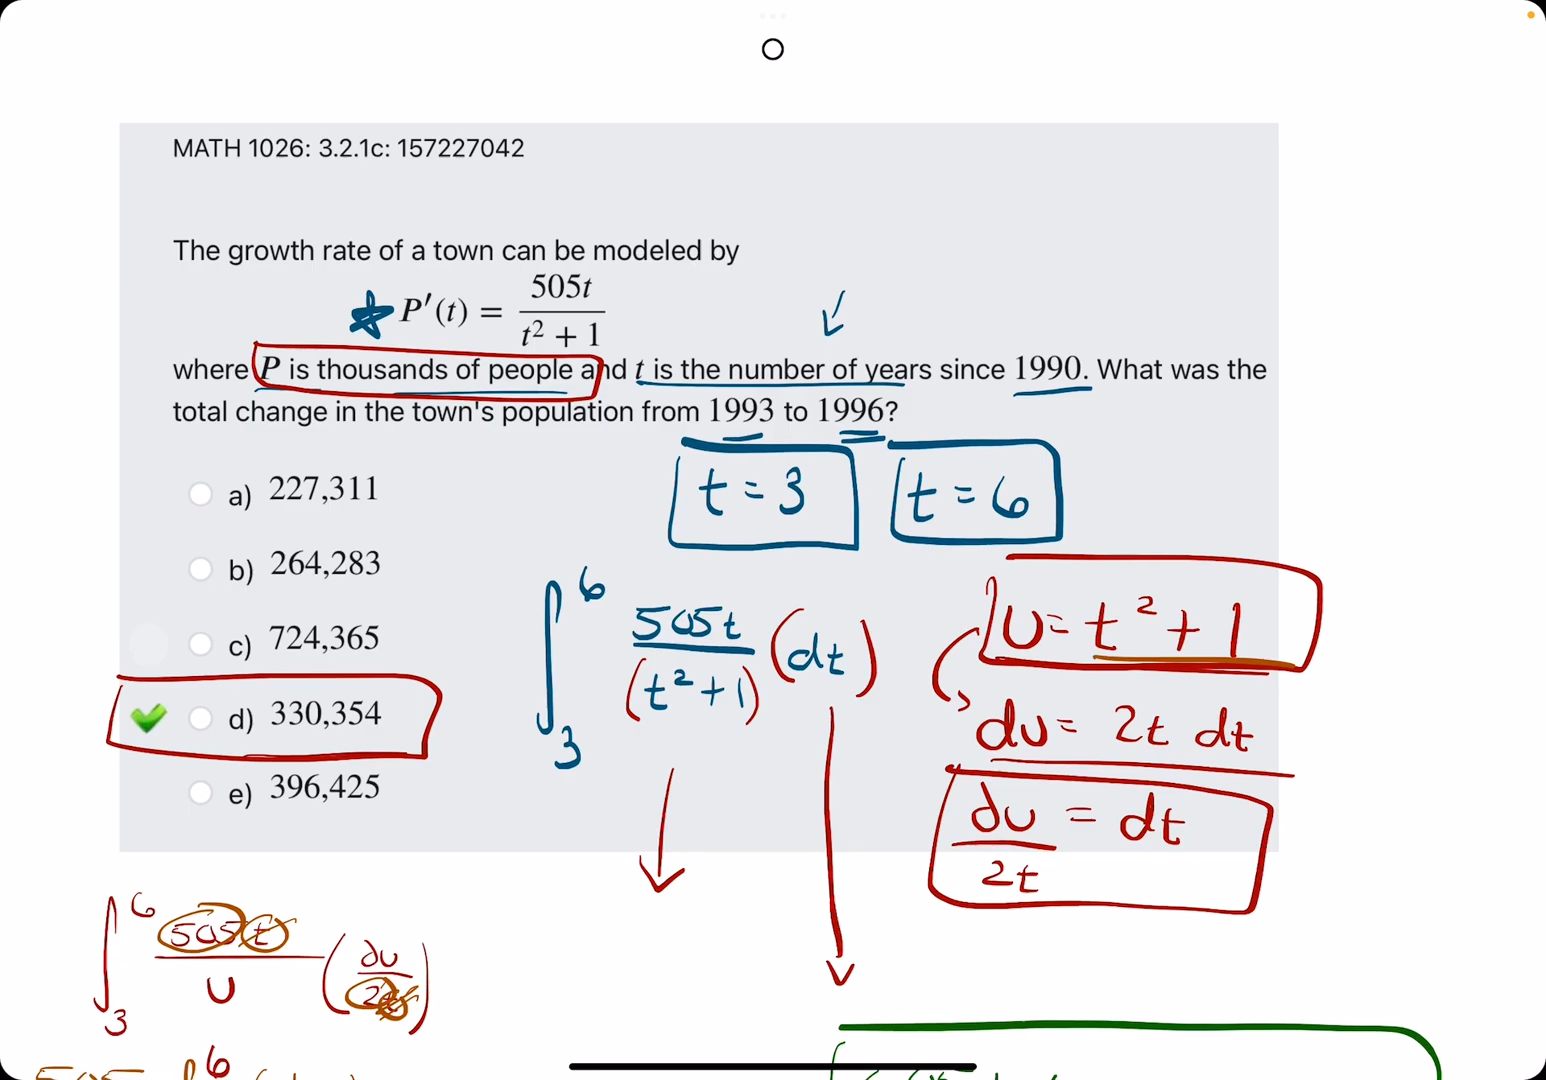 MATH 1026: 3.2.1c: 157227042
The growth rate of a town can be modeled by
P′(t) = 505t / (t² + 1)
where P is thousands of people and t is the number of years since 1990. What was the
total change in the town's population from 1993 to 1996?
t = 3
t = 6
a) 227,311
b) 264,283
c) 724,365
d) 330,354
e) 396,425
∫₃⁶ 505t / (t² + 1) (dt)
u = t² + 1
du = 2t dt
du / 2t = dt
∫₃⁶ 505t / u (du / 2t)
505 ∫ 6